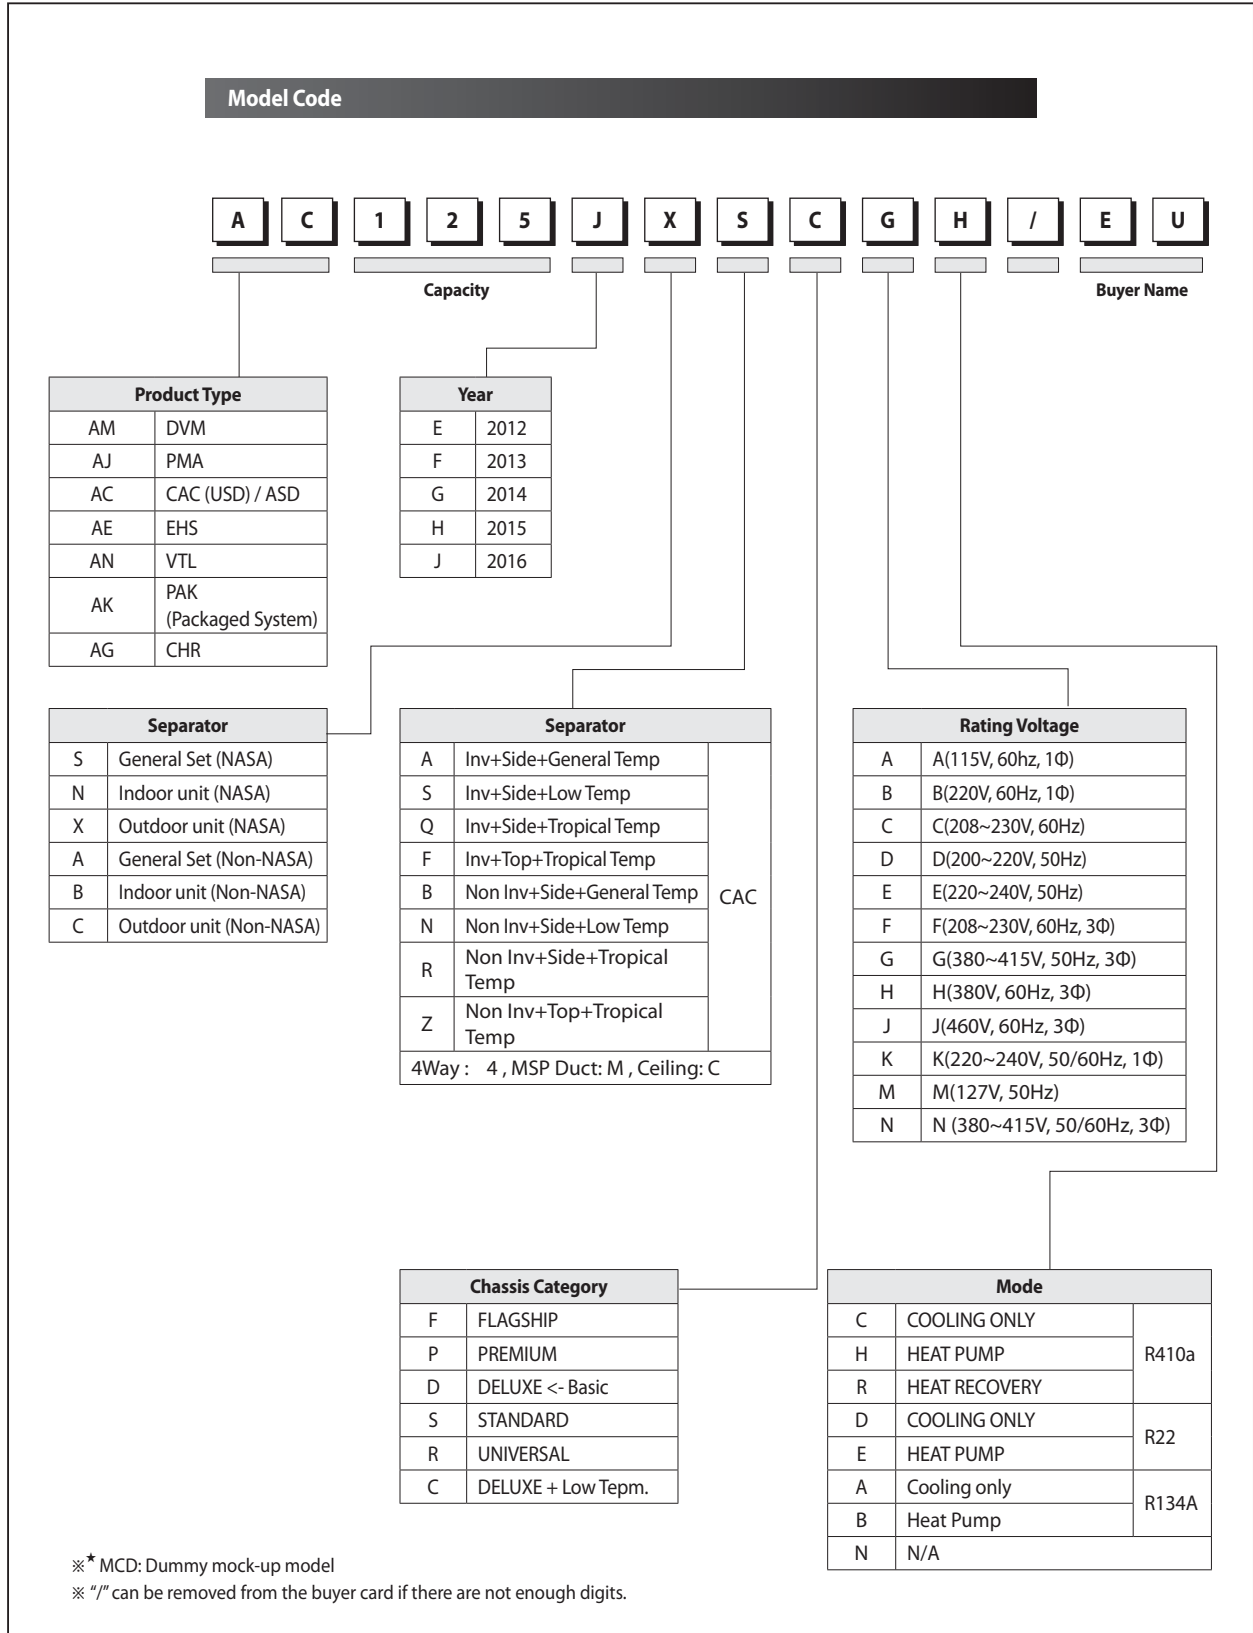 Model Code
A C 1 2 5 J X S C G H / E U
Capacity
Buyer Name
Product Type
AM DVM
AJ PMA
AC CAC (USD) / ASD
AE EHS
AN VTL
AK PAK
(Packaged System)
AG CHR
Year
E 2012
F 2013
G 2014
H 2015
J 2016
Separator
S General Set (NASA)
N Indoor unit (NASA)
X Outdoor unit (NASA)
A General Set (Non-NASA)
B Indoor unit (Non-NASA)
C Outdoor unit (Non-NASA)
Separator
A Inv+Side+General Temp
S Inv+Side+Low Temp
Q Inv+Side+Tropical Temp
F Inv+Top+Tropical Temp
B Non Inv+Side+General Temp
CAC
N Non Inv+Side+Low Temp
R Non Inv+Side+Tropical
Temp
Z Non Inv+Top+Tropical
Temp
4Way : 4 , MSP Duct: M , Ceiling: C
Rating Voltage
A A(115V, 60hz, 1Φ)
B B(220V, 60Hz, 1Φ)
C C(208~230V, 60Hz)
D D(200~220V, 50Hz)
E E(220~240V, 50Hz)
F F(208~230V, 60Hz, 3Φ)
G G(380~415V, 50Hz, 3Φ)
H H(380V, 60Hz, 3Φ)
J J(460V, 60Hz, 3Φ)
K K(220~240V, 50/60Hz, 1Φ)
M M(127V, 50Hz)
N N (380~415V, 50/60Hz, 3Φ)
Chassis Category
F FLAGSHIP
P PREMIUM
D DELUXE <- Basic
S STANDARD
R UNIVERSAL
C DELUXE + Low Tepm.
Mode
C COOLING ONLY
H HEAT PUMP
R410a
R HEAT RECOVERY
D COOLING ONLY
R22
E HEAT PUMP
A Cooling only
R134A
B Heat Pump
N N/A
※★ MCD: Dummy mock-up model
※ “/” can be removed from the buyer card if there are not enough digits.